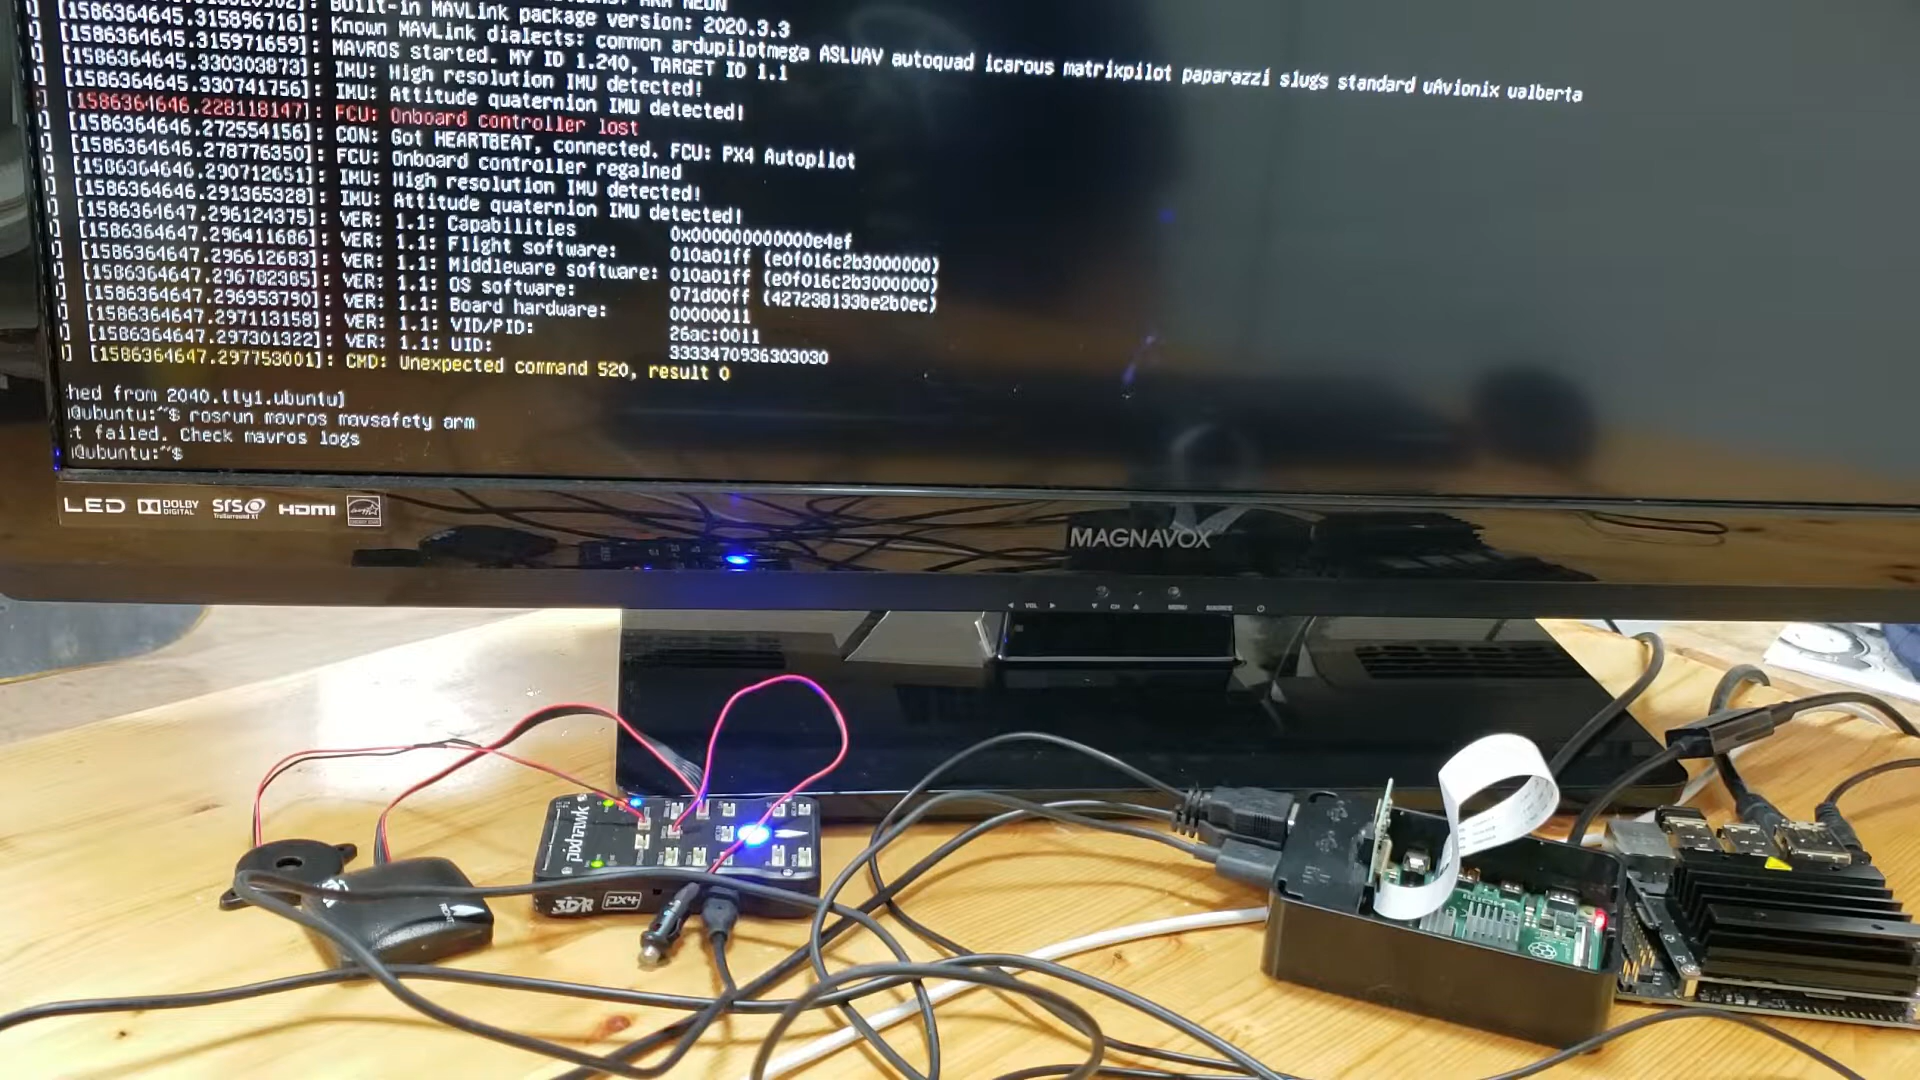 Built-in MAVLink package version: 2020.3.3
[1586364645.315896716]: Known MAVLink dialects: common ardupilotmega ASLUAV autoquad icarous matrixpilot paparazzi slugs standard uAvionix ualberta
[1586364645.315971659]: MAVROS started. MY ID 1.240, TARGET ID 1.1
[1586364645.330303873]: IMU: High resolution IMU detected!
[1586364645.330741756]: IMU: Attitude quaternion IMU detected!
[1586364646.228118147]: FCU: Onboard controller lost
[1586364646.272554156]: CON: Got HEARTBEAT, connected. FCU: PX4 Autopilot
[1586364646.278776350]: FCU: Onboard controller regained
[1586364646.290712651]: IMU: High resolution IMU detected!
[1586364646.291365328]: IMU: Attitude quaternion IMU detected!
[1586364647.296124375]: VER: 1.1: Capabilities 0x000000000000e4ef
[1586364647.296411686]: VER: 1.1: Flight software: 010a01ff (e0f016c2b3000000)
[1586364647.296612683]: VER: 1.1: Middleware software: 010a01ff (e0f016c2b3000000)
[1586364647.296782385]: VER: 1.1: OS software: 071d00ff (427238133be2b0ec)
[1586364647.296953790]: VER: 1.1: Board hardware: 00000011
[1586364647.297113158]: VER: 1.1: VID/PID: 26ac:0011
[1586364647.297301322]: VER: 1.1: UID: 3333470936303030
[1586364647.297753001]: CMD: Unexpected command 520, result 0
hed from 2040.tty1.ubuntu]
@ubuntu:~$ rosrun mavros mavsafety arm
t failed. Check mavros logs
@ubuntu:~$
LED DOLBY DIGITAL SRS HDMI
MAGNAVOX
VOL CH MENU SOURCE
pixhawk
3DR px4